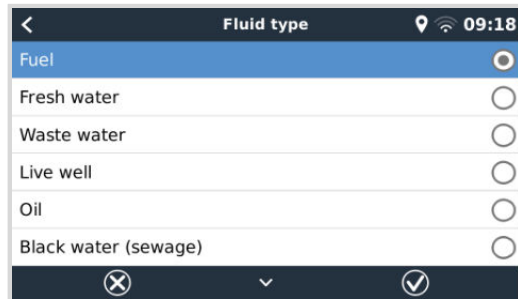 Fluid type
09:18
Fuel
Fresh water
Waste water
Live well
Oil
Black water (sewage)